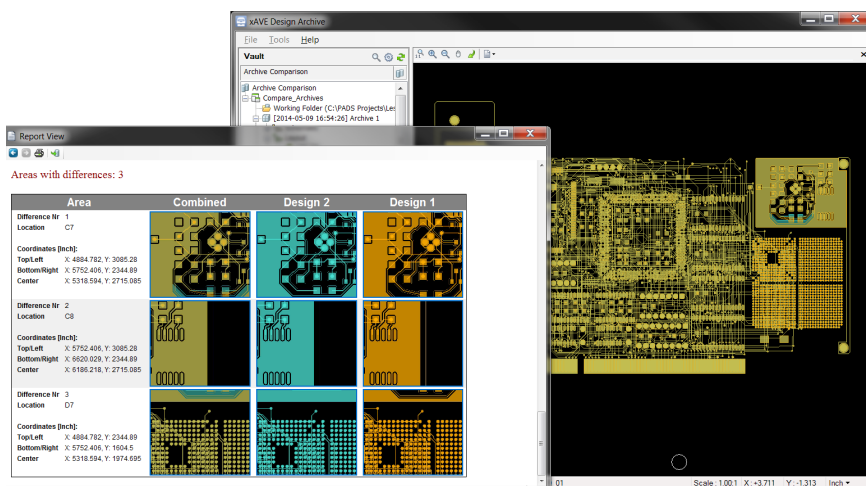 xAVE Design Archive
File Tools Help
Vault
Archive Comparison
Archive Comparison
Compare_Archives
Working Folder (C:\PADS Projects\Les
[2014-05-09 16:54:26] Archive 1
Report View
Areas with differences: 3
Area Combined Design 2 Design 1
Difference Nr 1
Location C7
Coordinates [Inch]:
Top/Left X: 4884.782, Y: 3085.28
Bottom/Right X: 5752.406, Y: 2344.89
Center X: 5318.594, Y: 2715.085
Difference Nr 2
Location C8
Coordinates [Inch]:
Top/Left X: 5752.406, Y: 3085.28
Bottom/Right X: 6620.029, Y: 2344.89
Center X: 6186.218, Y: 2715.085
Difference Nr 3
Location D7
Coordinates [Inch]:
Top/Left X: 4884.782, Y: 2344.89
Bottom/Right X: 5752.406, Y: 1604.5
Center X: 5318.594, Y: 1974.695
01 Scale : 1.00:1 X : +3.711 Y : -1.313 Inch